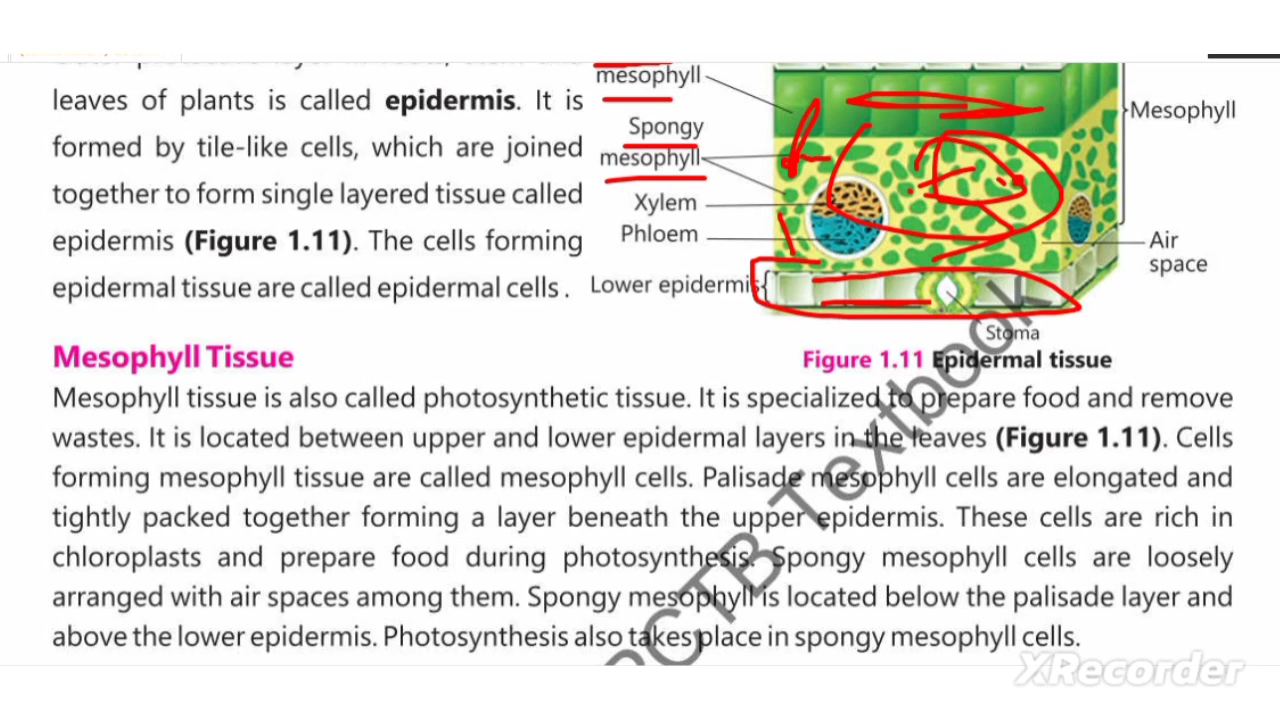 leaves of plants is called epidermis. It is
formed by tile-like cells, which are joined
together to form single layered tissue called
epidermis (Figure 1.11). The cells forming
epidermal tissue are called epidermal cells.
mesophyll
Spongy
mesophyll
Xylem
Phloem
Lower epidermis
Mesophyll
Air
space
Stoma
Figure 1.11 Epidermal tissue
Mesophyll Tissue
Mesophyll tissue is also called photosynthetic tissue. It is specialized to prepare food and remove
wastes. It is located between upper and lower epidermal layers in the leaves (Figure 1.11). Cells
forming mesophyll tissue are called mesophyll cells. Palisade mesophyll cells are elongated and
tightly packed together forming a layer beneath the upper epidermis. These cells are rich in
chloroplasts and prepare food during photosynthesis. Spongy mesophyll cells are loosely
arranged with air spaces among them. Spongy mesophyll is located below the palisade layer and
above the lower epidermis. Photosynthesis also takes place in spongy mesophyll cells.
PCTB Textbook
XRecorder